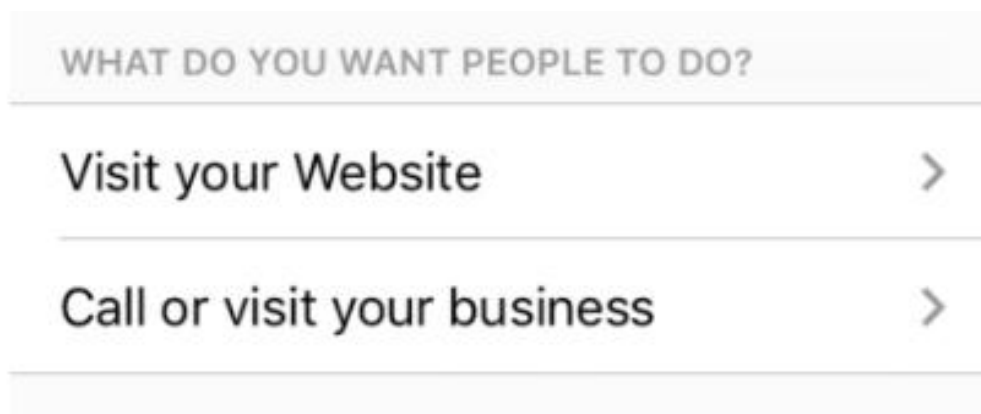 WHAT DO YOU WANT PEOPLE TO DO?
Visit your Website
Call or visit your business